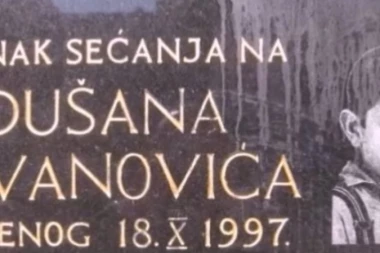 NAK SEĆANJA NA
DUŠANA
VANOVIĆA
ENOG 18. X 1997.